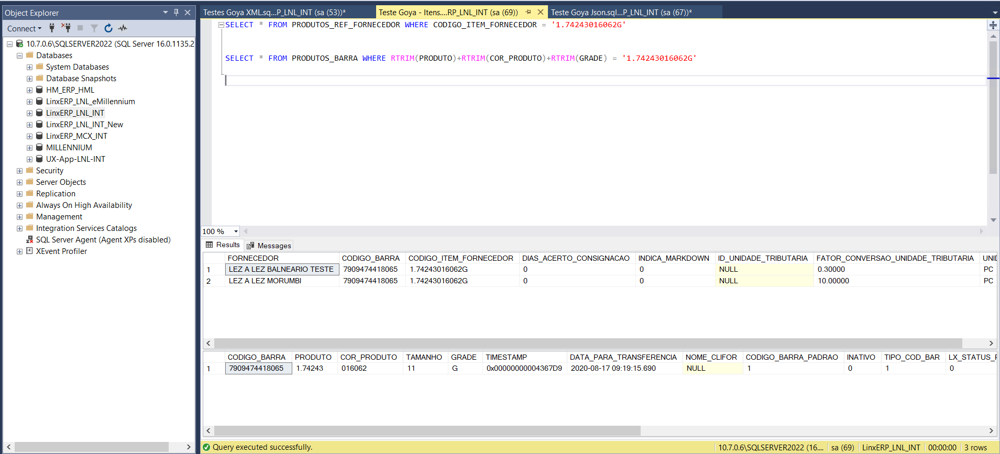 Object Explorer
Connect
10.7.0.6\SQLSERVER2022 (SQL Server 16.0.1135.2
Databases
System Databases
Database Snapshots
HM_ERP_HML
LinxERP_LNL_eMillennium
LinxERP_LNL_INT
LinxERP_LNL_INT_New
LinxERP_MCX_INT
MILLENNIUM
UX-App-LNL-INT
Security
Server Objects
Replication
Always On High Availability
Management
Integration Services Catalogs
SQL Server Agent (Agent XPs disabled)
XEvent Profiler
Testes Goya XML.sq...P_LNL_INT (sa (53))* Teste Goya - Itens....RP_LNL_INT (sa (69)) Teste Goya Json.sql...P_LNL_INT (sa (67))*
SELECT * FROM PRODUTOS_REF_FORNECEDOR WHERE CODIGO_ITEM_FORNECEDOR = '1.74243016062G'
SELECT * FROM PRODUTOS_BARRA WHERE RTRIM(PRODUTO)+RTRIM(COR_PRODUTO)+RTRIM(GRADE) = '1.74243016062G'
100 %
Results Messages
FORNECEDOR CODIGO_BARRA CODIGO_ITEM_FORNECEDOR DIAS_ACERTO_CONSIGNACAO INDICA_MARKDOWN ID_UNIDADE_TRIBUTARIA FATOR_CONVERSAO_UNIDADE_TRIBUTARIA UNID
1 LEZ A LEZ BALNEARIO TESTE 7909474418065 1.74243016062G 0 0 NULL 0.30000 PC
2 LEZ A LEZ MORUMBI 7909474418065 1.74243016062G 0 0 NULL 10.00000 PC
CODIGO_BARRA PRODUTO COR_PRODUTO TAMANHO GRADE TIMESTAMP DATA_PARA_TRANSFERENCIA NOME_CLIFOR CODIGO_BARRA_PADRAO INATIVO TIPO_COD_BAR LX_STATUS_F
1 7909474418065 1.74243 016062 11 G 0x00000000004367D9 2020-08-17 09:19:15.690 NULL 1 0 1 0
Query executed successfully. 10.7.0.6\SQLSERVER2022 (16.... sa (69) LinxERP_LNL_INT 00:00:00 3 rows